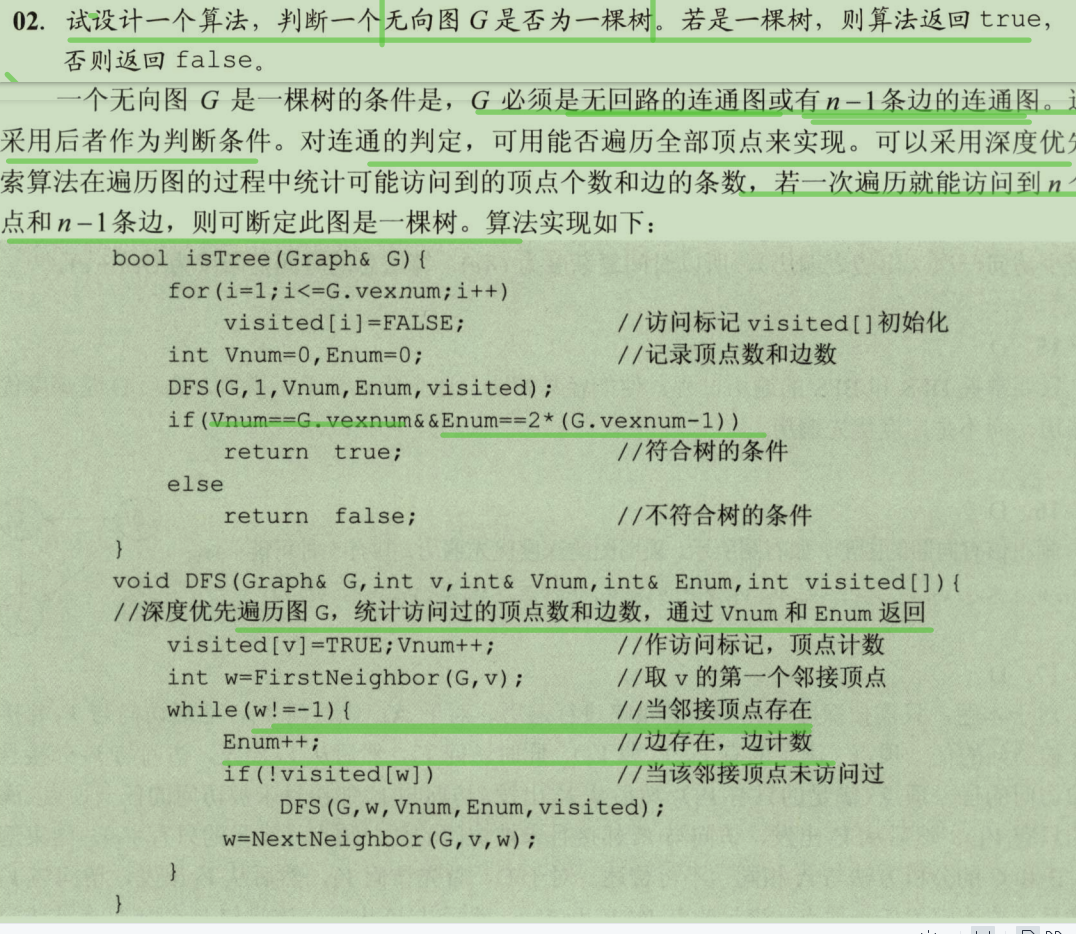 02. 试设计一个算法，判断一个无向图 G 是否为一棵树。若是一棵树，则算法返回 true，
否则返回 false。
一个无向图 G 是一棵树的条件是，G 必须是无回路的连通图或有 n－1条边的连通图。
采用后者作为判断条件。对连通的判定，可用能否遍历全部顶点来实现。可以采用深度优
索算法在遍历图的过程中统计可能访问到的顶点个数和边的条数，若一次遍历就能访问到 n
点和 n－1条边，则可断定此图是一棵树。算法实现如下：
bool isTree(Graph& G){
for(i=1;i<=G.vexnum;i++)
visited[i]=FALSE; //访问标记 visited[]初始化
int Vnum=0,Enum=0; //记录顶点数和边数
DFS(G,1,Vnum,Enum,visited);
if(Vnum==G.vexnum&&Enum==2*(G.vexnum-1))
return true; //符合树的条件
else
return false; //不符合树的条件
}
void DFS(Graph& G,int v,int& Vnum,int& Enum,int visited[]){
//深度优先遍历图 G，统计访问过的顶点数和边数，通过 Vnum 和 Enum 返回
visited[v]=TRUE;Vnum++; //作访问标记，顶点计数
int w=FirstNeighbor(G,v); //取 v 的第一个邻接顶点
while(w!=-1){ //当邻接顶点存在
Enum++; //边存在，边计数
if(!visited[w]) //当该邻接顶点未访问过
DFS(G,w,Vnum,Enum,visited);
w=NextNeighbor(G,v,w);
}
}